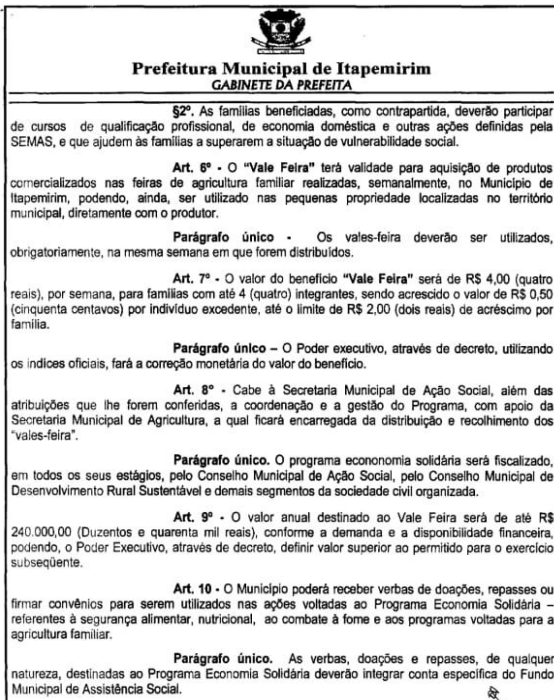 Prefeitura Municipal de Itapemirim
GABINETE DA PREFEITA
§2º. As famílias beneficiadas, como contrapartida, deverão participar
de cursos de qualificação profissional, de economia doméstica e outras ações definidas pela
SEMAS, e que ajudem às famílias a superarem a situação de vulnerabilidade social.
Art. 6º - O "Vale Feira" terá validade para aquisição de produtos
comercializados nas feiras de agricultura familiar realizadas, semanalmente, no Município de
Itapemirim, podendo, ainda, ser utilizado nas pequenas propriedade localizadas no território
municipal, diretamente com o produtor.
Parágrafo único - Os vales-feira deverão ser utilizados,
obrigatoriamente, na mesma semana em que forem distribuídos.
Art. 7º - O valor do benefício "Vale Feira" será de R$ 4,00 (quatro
reais), por semana, para famílias com até 4 (quatro) integrantes, sendo acrescido o valor de R$ 0,50
(cinquenta centavos) por indivíduo excedente, até o limite de R$ 2,00 (dois reais) de acréscimo por
família.
Parágrafo único – O Poder executivo, através de decreto, utilizando
os índices oficiais, fará a correção monetária do valor do benefício.
Art. 8º - Cabe à Secretaria Municipal de Ação Social, além das
atribuições que lhe forem conferidas, a coordenação e a gestão do Programa, com apoio da
Secretaria Municipal de Agricultura, a qual ficará encarregada da distribuição e recolhimento dos
"vales-feira".
Parágrafo único. O programa econonomia solidária será fiscalizado,
em todos os seus estágios, pelo Conselho Municipal de Ação Social, pelo Conselho Municipal de
Desenvolvimento Rural Sustentável e demais segmentos da sociedade civil organizada.
Art. 9º - O valor anual destinado ao Vale Feira será de até R$
240.000,00 (Duzentos e quarenta mil reais), conforme a demanda e a disponibilidade financeira,
podendo, o Poder Executivo, através de decreto, definir valor superior ao permitido para o exercício
subseqüente.
Art. 10 - O Município poderá receber verbas de doações, repasses ou
firmar convênios para serem utilizados nas ações voltadas ao Programa Economia Solidária –
referentes à segurança alimentar, nutricional, ao combate à fome e aos programas voltadas para a
agricultura familiar.
Parágrafo único. As verbas, doações e repasses, de qualquer
natureza, destinadas ao Programa Economia Solidária deverão integrar conta específica do Fundo
Municipal de Assistência Social.